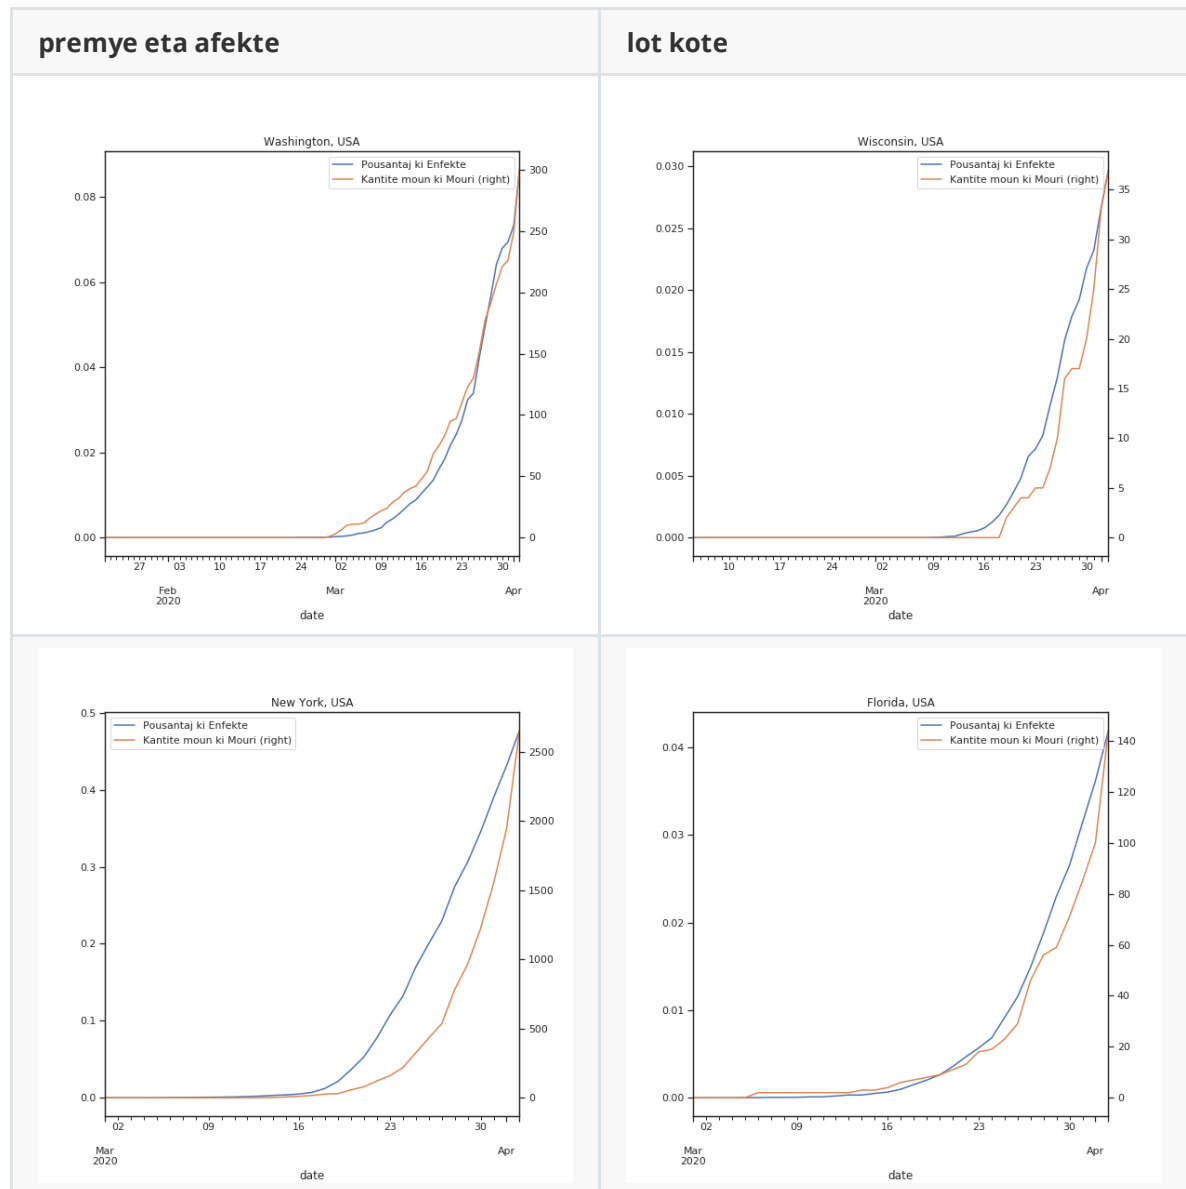 premye eta afekte
lot kote
Washington, USA
Pousantaj ki Enfekte
Kantite moun ki Mouri (right)
0.08
0.06
0.04
0.02
0.00
300
250
200
150
100
50
0
27 03 10 17 24 02 09 16 23 30
Feb Mar Apr
2020
date
Wisconsin, USA
Pousantaj ki Enfekte
Kantite moun ki Mouri (right)
0.030
0.025
0.020
0.015
0.010
0.005
0.000
35
30
25
20
15
10
5
0
10 17 24 02 09 16 23 30
Mar Apr
2020
date
New York, USA
Pousantaj ki Enfekte
Kantite moun ki Mouri (right)
0.5
0.4
0.3
0.2
0.1
0.0
2500
2000
1500
1000
500
0
02 09 16 23 30
Mar Apr
2020
date
Florida, USA
Pousantaj ki Enfekte
Kantite moun ki Mouri (right)
0.04
0.03
0.02
0.01
0.00
140
120
100
80
60
40
20
0
02 09 16 23 30
Mar Apr
2020
date